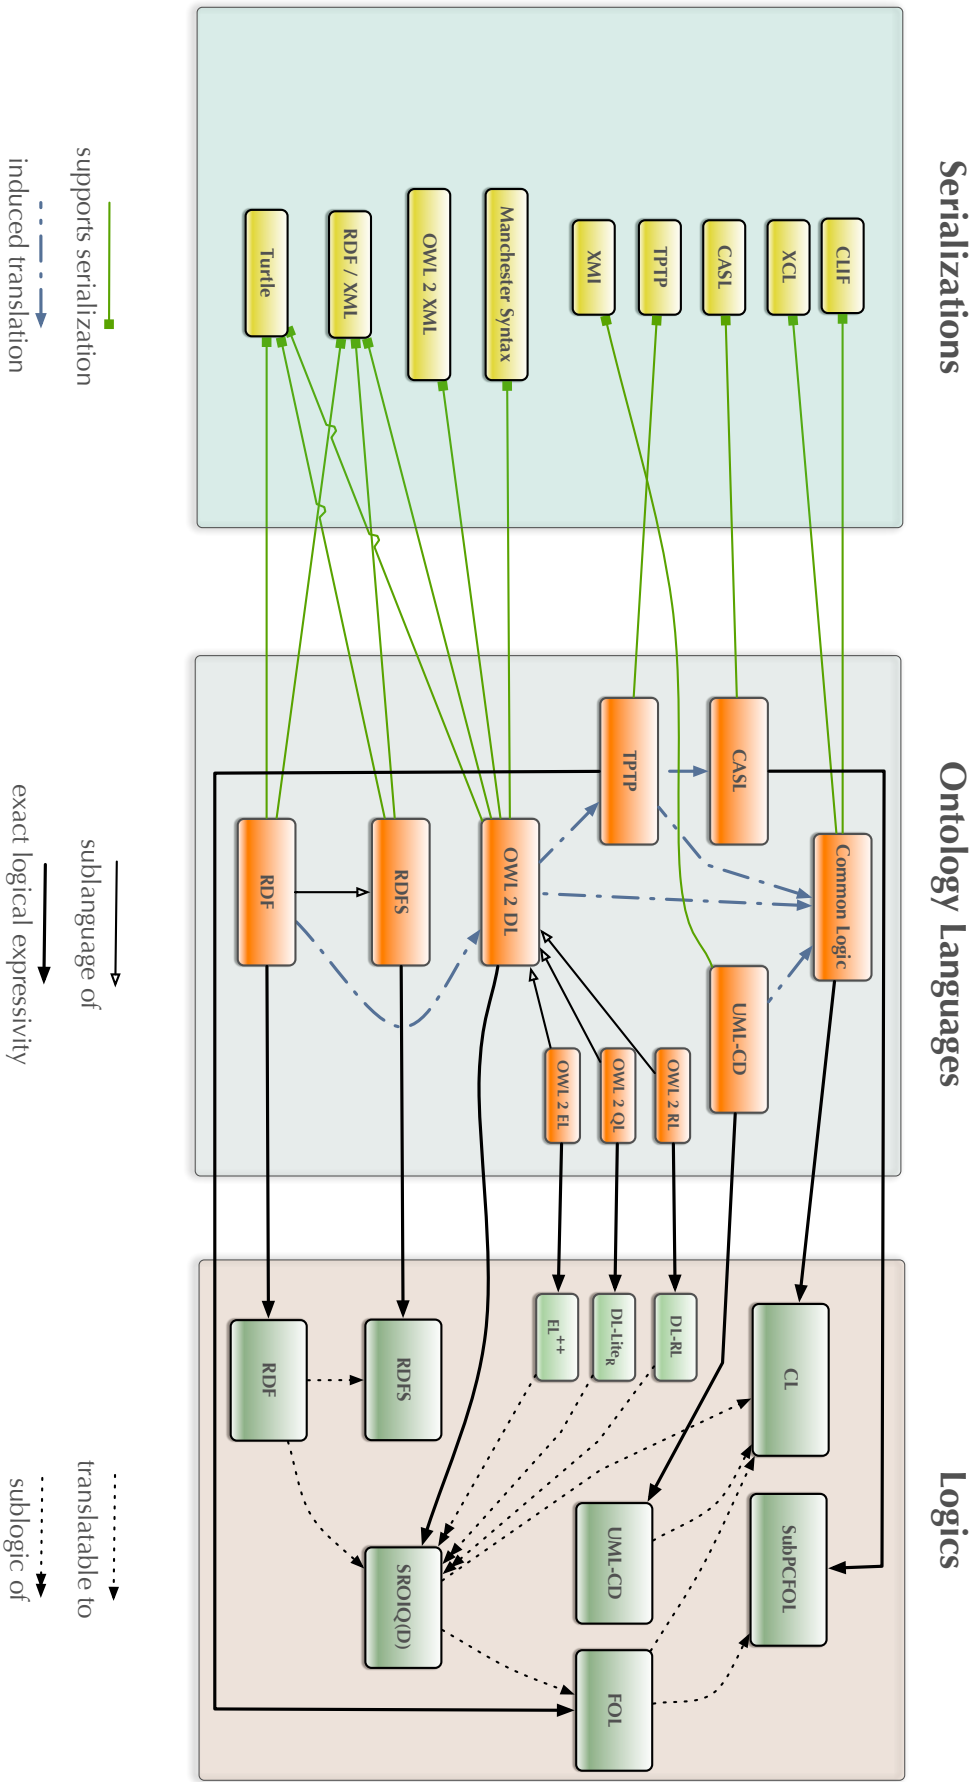 Serializations
CLIF
XCL
CASL
TPTP
XMI
Manchester Syntax
OWL 2 XML
RDF / XML
Turtle
Ontology Languages
Common Logic
CASL
UML-CD
TPTP
OWL 2 RL
OWL 2 QL
OWL 2 EL
OWL 2 DL
RDFS
RDF
Logics
CL
SubPCFOL
DL-RL
DL-LiteR
EL++
UML-CD
FOL
SROIQ(D)
RDFS
RDF
supports serialization
induced translation
sublanguage of
exact logical expressivity
translatable to
sublogic of